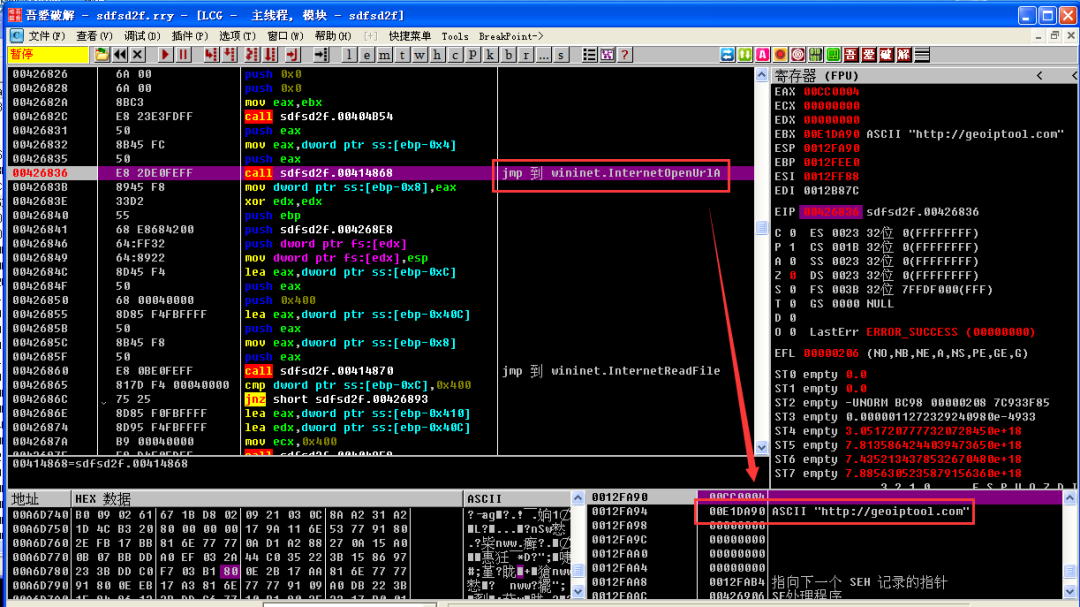 吾爱破解 - sdfsd2f.rry - [LCG - 主线程, 模块 - sdfsd2f]
文件(F) 查看(V) 调试(D) 插件(P) 选项(T) 窗口(W) 帮助(H) [+] 快捷菜单 Tools BreakPoint->
暂停 l e m t w h c P k b r ... s ? 吾 爱 破 解
00426826 6A 00 push 0x0
00426828 6A 00 push 0x0
0042682A 8BC3 mov eax,ebx
0042682C E8 23E3FDFF call sdfsd2f.00404B54
00426831 50 push eax
00426832 8B45 FC mov eax,dword ptr ss:[ebp-0x4]
00426835 50 push eax
00426836 E8 2DE0FEFF call sdfsd2f.00414868 jmp 到 wininet.InternetOpenUrlA
0042683B 8945 F8 mov dword ptr ss:[ebp-0x8],eax
0042683E 33D2 xor edx,edx
00426840 55 push ebp
00426841 68 E8684200 push sdfsd2f.004268E8
00426846 64:FF32 push dword ptr fs:[edx]
00426849 64:8922 mov dword ptr fs:[edx],esp
0042684C 8D45 F4 lea eax,dword ptr ss:[ebp-0xC]
0042684F 50 push eax
00426850 68 00040000 push 0x400
00426855 8D85 F4FBFFFF lea eax,dword ptr ss:[ebp-0x40C]
0042685B 50 push eax
0042685C 8B45 F8 mov eax,dword ptr ss:[ebp-0x8]
0042685F 50 push eax
00426860 E8 0BE0FEFF call sdfsd2f.00414870 jmp 到 wininet.InternetReadFile
00426865 817D F4 00040000 cmp dword ptr ss:[ebp-0xC],0x400
0042686C 75 25 jnz short sdfsd2f.00426893
0042686E 8D85 F0FBFFFF lea eax,dword ptr ss:[ebp-0x410]
00426874 8D95 F4FBFFFF lea edx,dword ptr ss:[ebp-0x40C]
0042687A B9 00040000 mov ecx,0x400
00414868=sdfsd2f.00414868
寄存器 (FPU) < <
EAX 00CC0004
ECX 00000000
EDX 00000000
EBX 00E1DA90 ASCII "http://geoiptool.com"
ESP 0012FA90
EBP 0012FEE0
ESI 0012FF88
EDI 0012B87C
EIP 00426836 sdfsd2f.00426836
C 0 ES 0023 32位 0(FFFFFFFF)
P 1 CS 001B 32位 0(FFFFFFFF)
A 0 SS 0023 32位 0(FFFFFFFF)
Z 0 DS 0023 32位 0(FFFFFFFF)
S 0 FS 003B 32位 7FFDF000(FFF)
T 0 GS 0000 NULL
D 0
O 0 LastErr ERROR_SUCCESS (00000000)
EFL 00000206 (NO,NB,NE,A,NS,PE,GE,G)
ST0 empty 0.0
ST1 empty 0.0
ST2 empty -UNORM BC98 00000208 7C933F85
ST3 empty 0.0000011272329240980e-4933
ST4 empty 3.0517207777320728450e+18
ST5 empty 7.8135864244039473650e+18
ST6 empty 7.4352134378532670480e+18
ST7 empty 7.8856305235879156360e+18
3 2 1 0 E S P U O Z D I
地址 HEX 数据 ASCII
00A6D740 B0 09 02 61 67 1B D8 02 09 21 03 0C 8A A2 31 A2
00A6D750 1D 4C B3 20 80 00 00 00 17 9A 11 6E 53 77 91 80
00A6D760 2E FB 17 BB 81 6E 77 77 0A D1 A2 88 27 0A 15 A0
00A6D770 0B 07 BB DD A0 EF 03 2A 44 C0 35 22 3B 15 86 97
00A6D780 23 3B DD C0 F7 03 B1 80 0E 2B 17 AA 81 6E 77 77
00A6D790 91 80 0E EB 17 A3 81 6E 77 77 91 09 A0 DB 22 3B
0012FA90 00CC0004
0012FA94 00E1DA90 ASCII "http://geoiptool.com"
0012FA98 00000000
0012FA9C 00000000
0012FAA0 00000000
0012FAA4 00000000
0012FAA8 0012FAB4 指向下一个 SEH 记录的指针
0012FAAC 00426906 SE处理程序